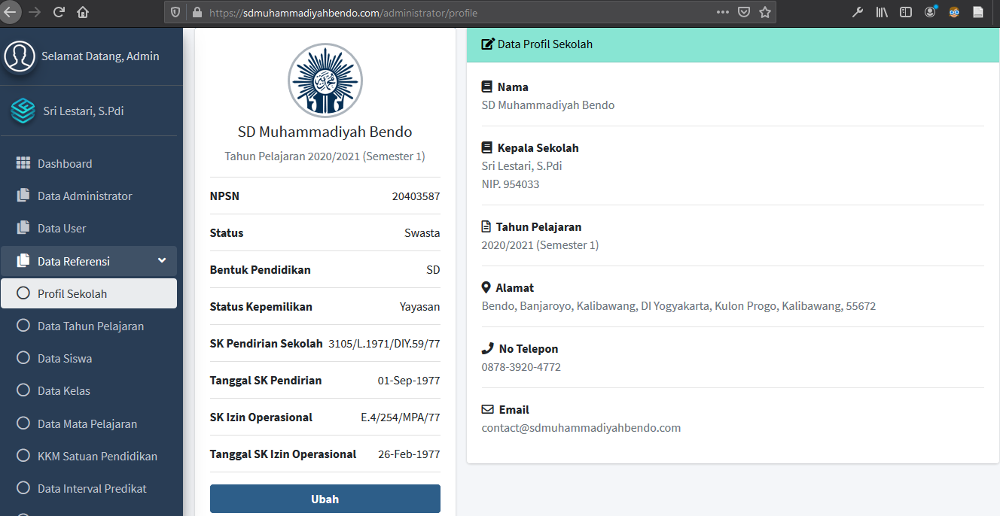 https://sdmuhammadiyahbendo.com/administrator/profile
Selamat Datang, Admin
Sri Lestari, S.Pdi
Dashboard
Data Administrator
Data User
Data Referensi
Profil Sekolah
Data Tahun Pelajaran
Data Siswa
Data Kelas
Data Mata Pelajaran
KKM Satuan Pendidikan
Data Interval Predikat
SD Muhammadiyah Bendo
Tahun Pelajaran 2020/2021 (Semester 1)
NPSN 20403587
Status Swasta
Bentuk Pendidikan SD
Status Kepemilikan Yayasan
SK Pendirian Sekolah 3105/L.1971/DIY.59/77
Tanggal SK Pendirian 01-Sep-1977
SK Izin Operasional E.4/254/MPA/77
Tanggal SK Izin Operasional 26-Feb-1977
Ubah
Data Profil Sekolah
Nama
SD Muhammadiyah Bendo
Kepala Sekolah
Sri Lestari, S.Pdi
NIP. 954033
Tahun Pelajaran
2020/2021 (Semester 1)
Alamat
Bendo, Banjaroyo, Kalibawang, DI Yogyakarta, Kulon Progo, Kalibawang, 55672
No Telepon
0878-3920-4772
Email
contact@sdmuhammadiyahbendo.com